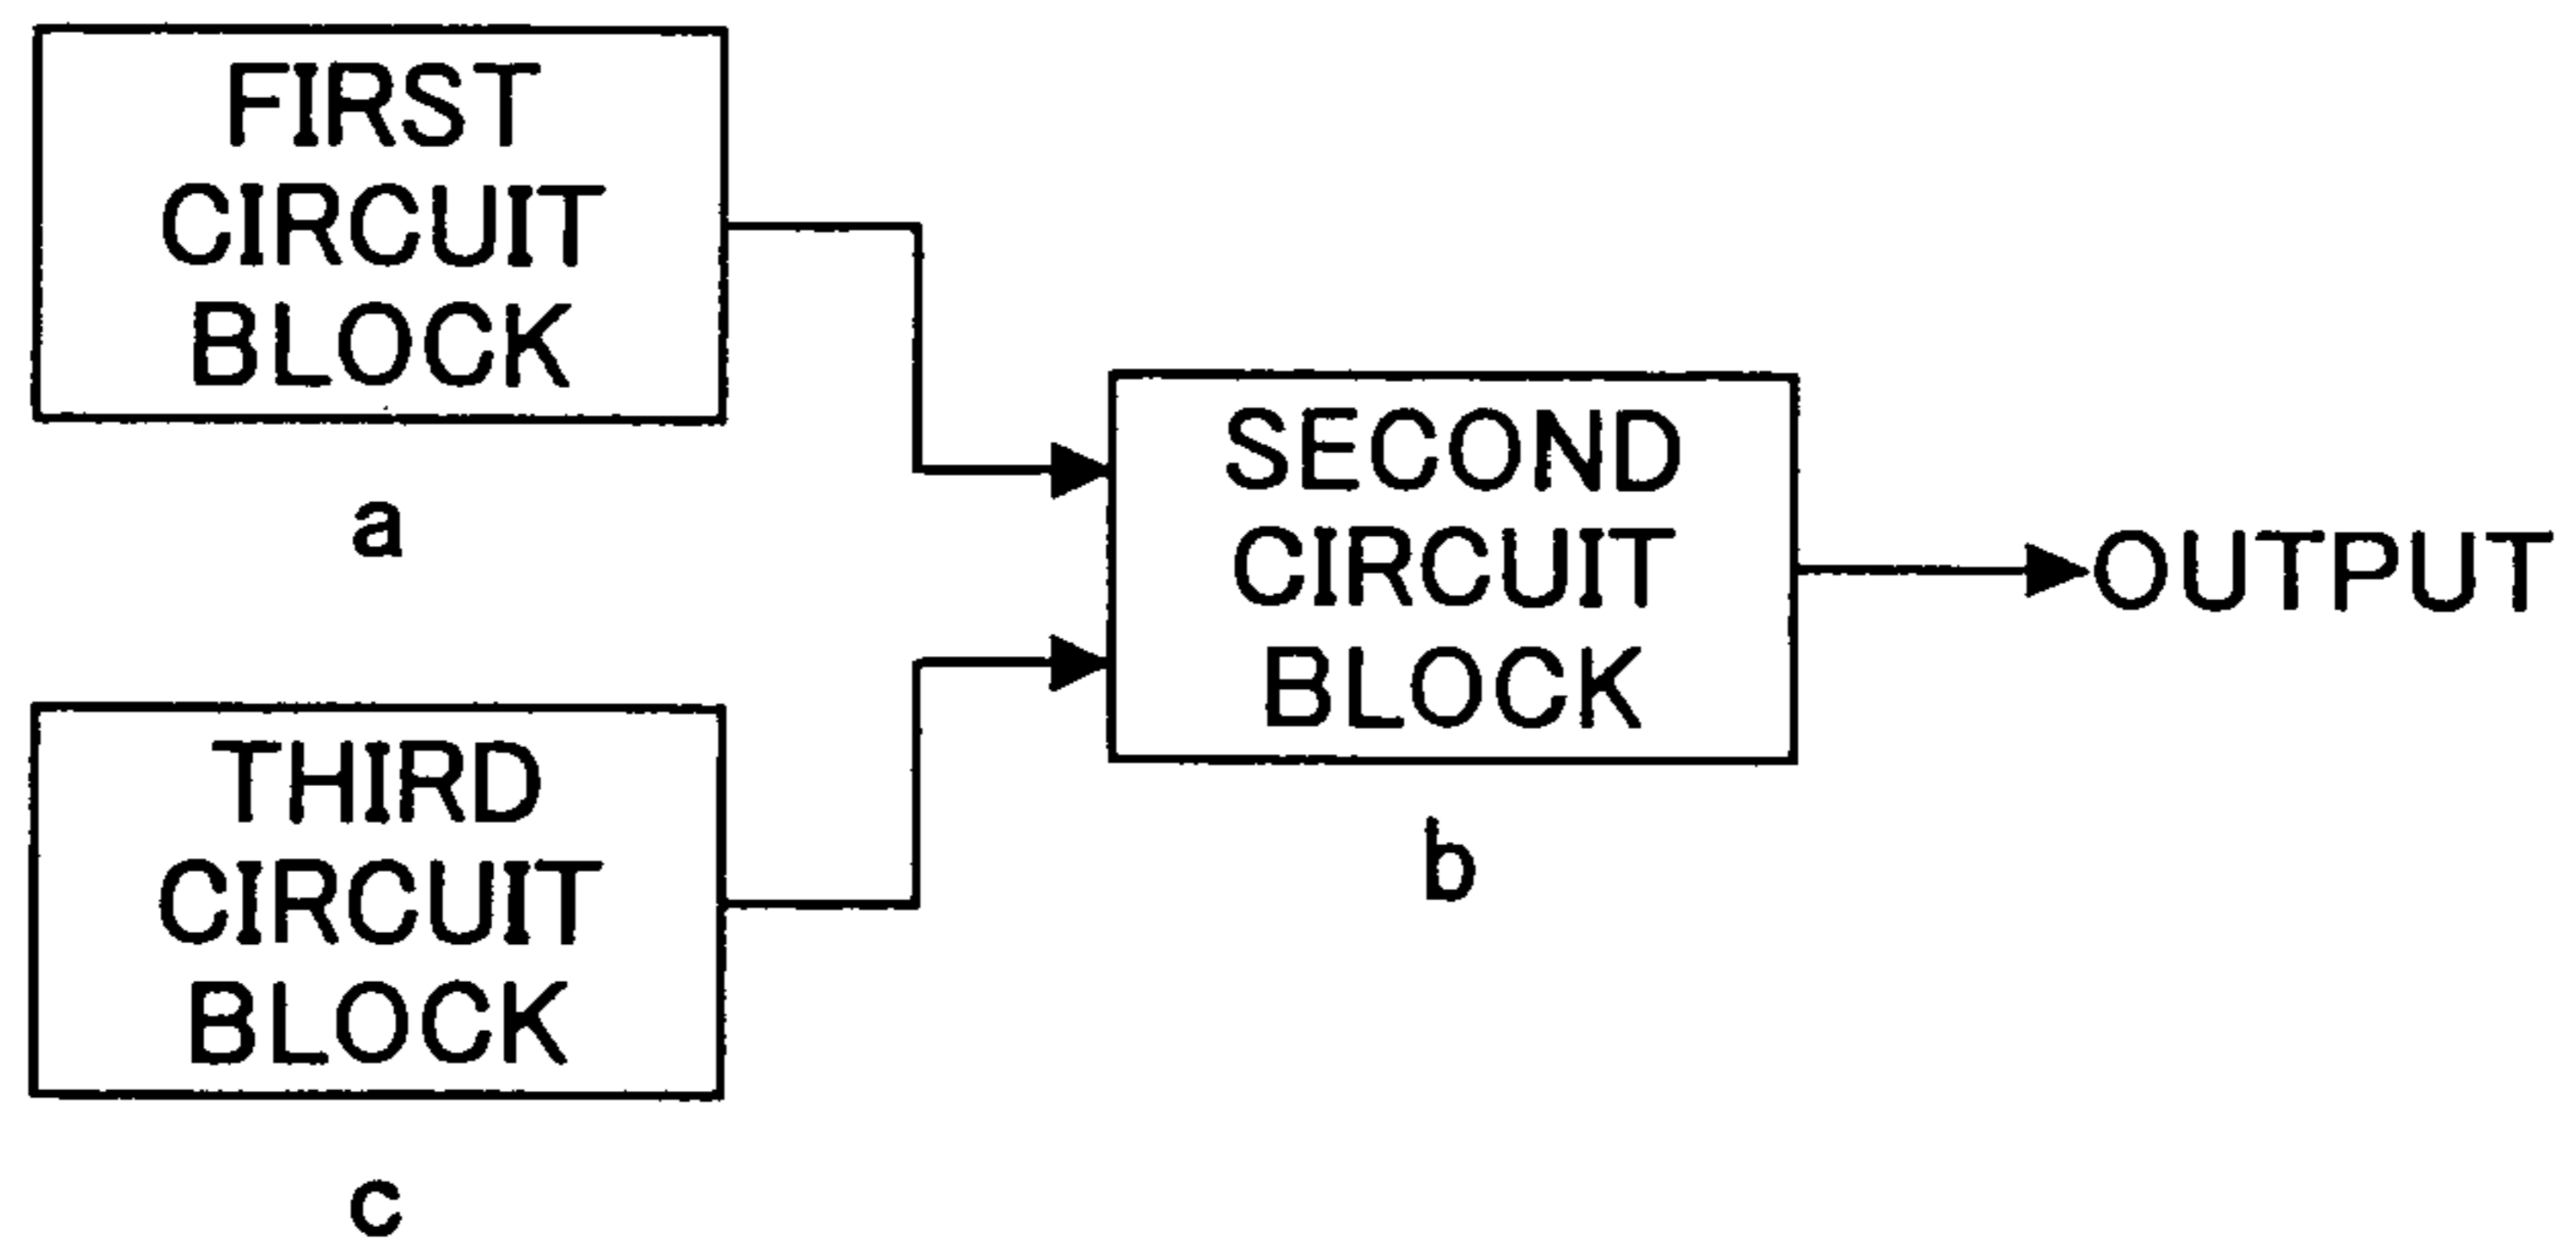 FIRST
CIRCUIT
BLOCK
a
SECOND
CIRCUIT
BLOCK
b
OUTPUT
THIRD
CIRCUIT
BLOCK
c